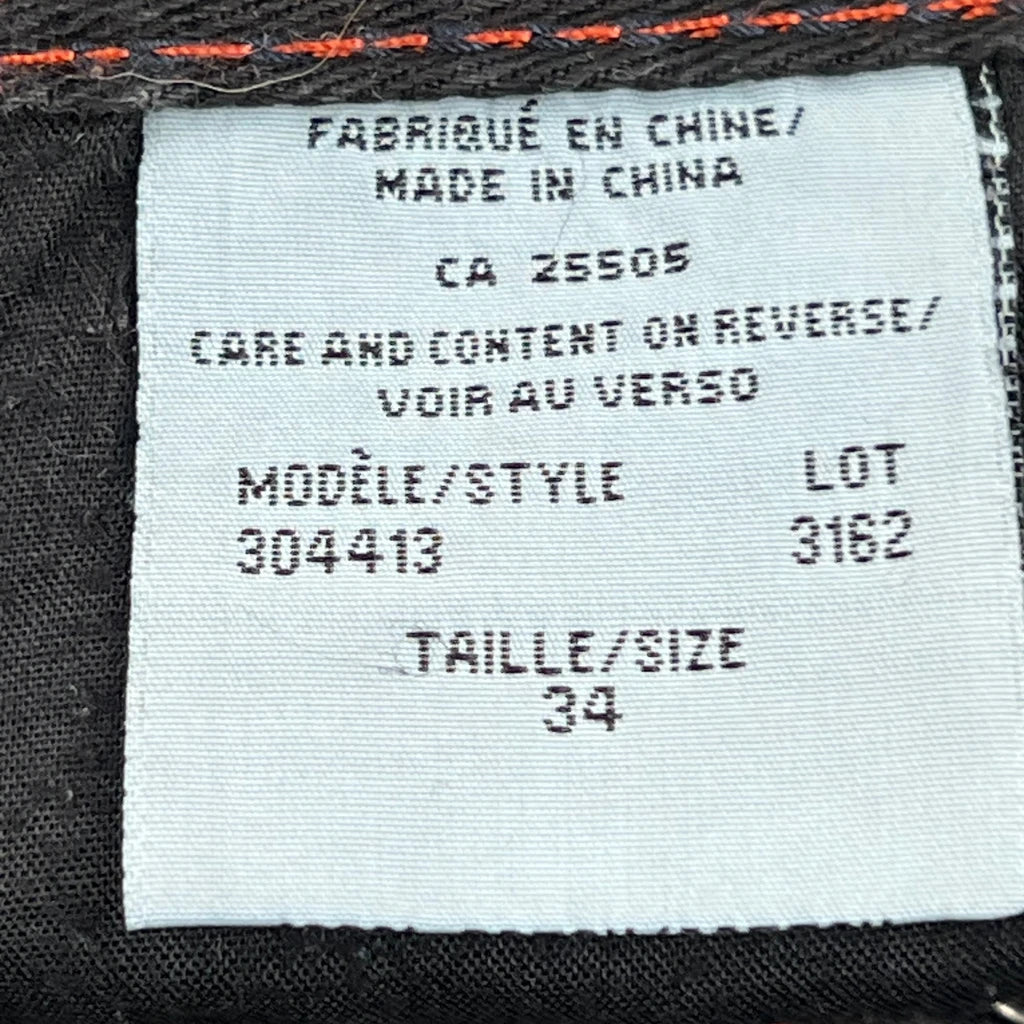 FABRIQUÉ EN CHINE/
MADE IN CHINA
CA 25505
CARE AND CONTENT ON REVERSE/
VOIR AU VERSO
MODÈLE/STYLE LOT
304413 3162
TAILLE/SIZE
34